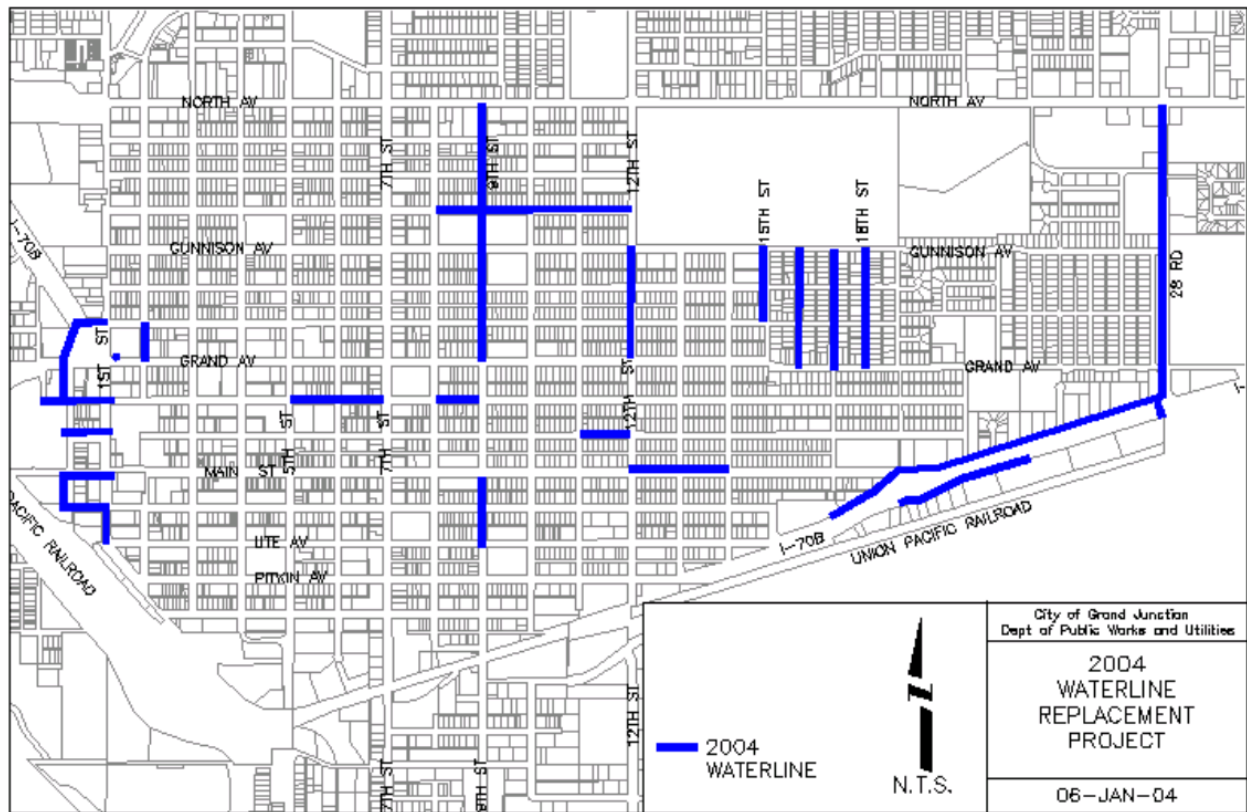 NORTH AV
NORTH AV
7TH ST
9TH ST
12TH ST
15TH ST
18TH ST
I-70B
GUNNISON AV
GUNNISON AV
28 RD
1ST ST
GRAND AV
GRAND AV
12TH ST
5TH ST
7TH ST
MAIN ST
PACIFIC RAILROAD
UTE AV
I-70B
UNION PACIFIC RAILROAD
PITKIN AV
12TH ST
7TH ST
9TH ST
I-
2004
WATERLINE
N.T.S.
City of Grand Junction
Dept of Public Works and Utilities
2004
WATERLINE
REPLACEMENT
PROJECT
06-JAN-04